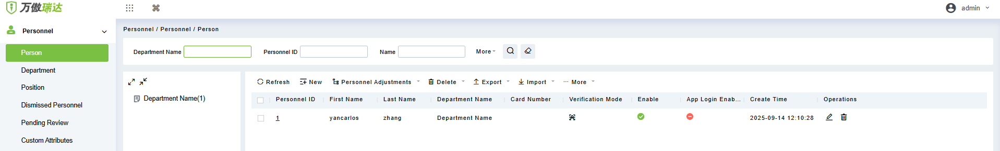 万傲瑞达
admin
Personnel
Person
Department
Position
Dismissed Personnel
Pending Review
Custom Attributes
Personnel / Personnel / Person
Department Name Personnel ID Name More
Department Name(1)
Refresh New Personnel Adjustments Delete Export Import ··· More
Personnel ID First Name Last Name Department Name Card Number Verification Mode Enable App Login Enab... Create Time Operations
1 yancarlos zhang Department Name 2025-09-14 12:10:28